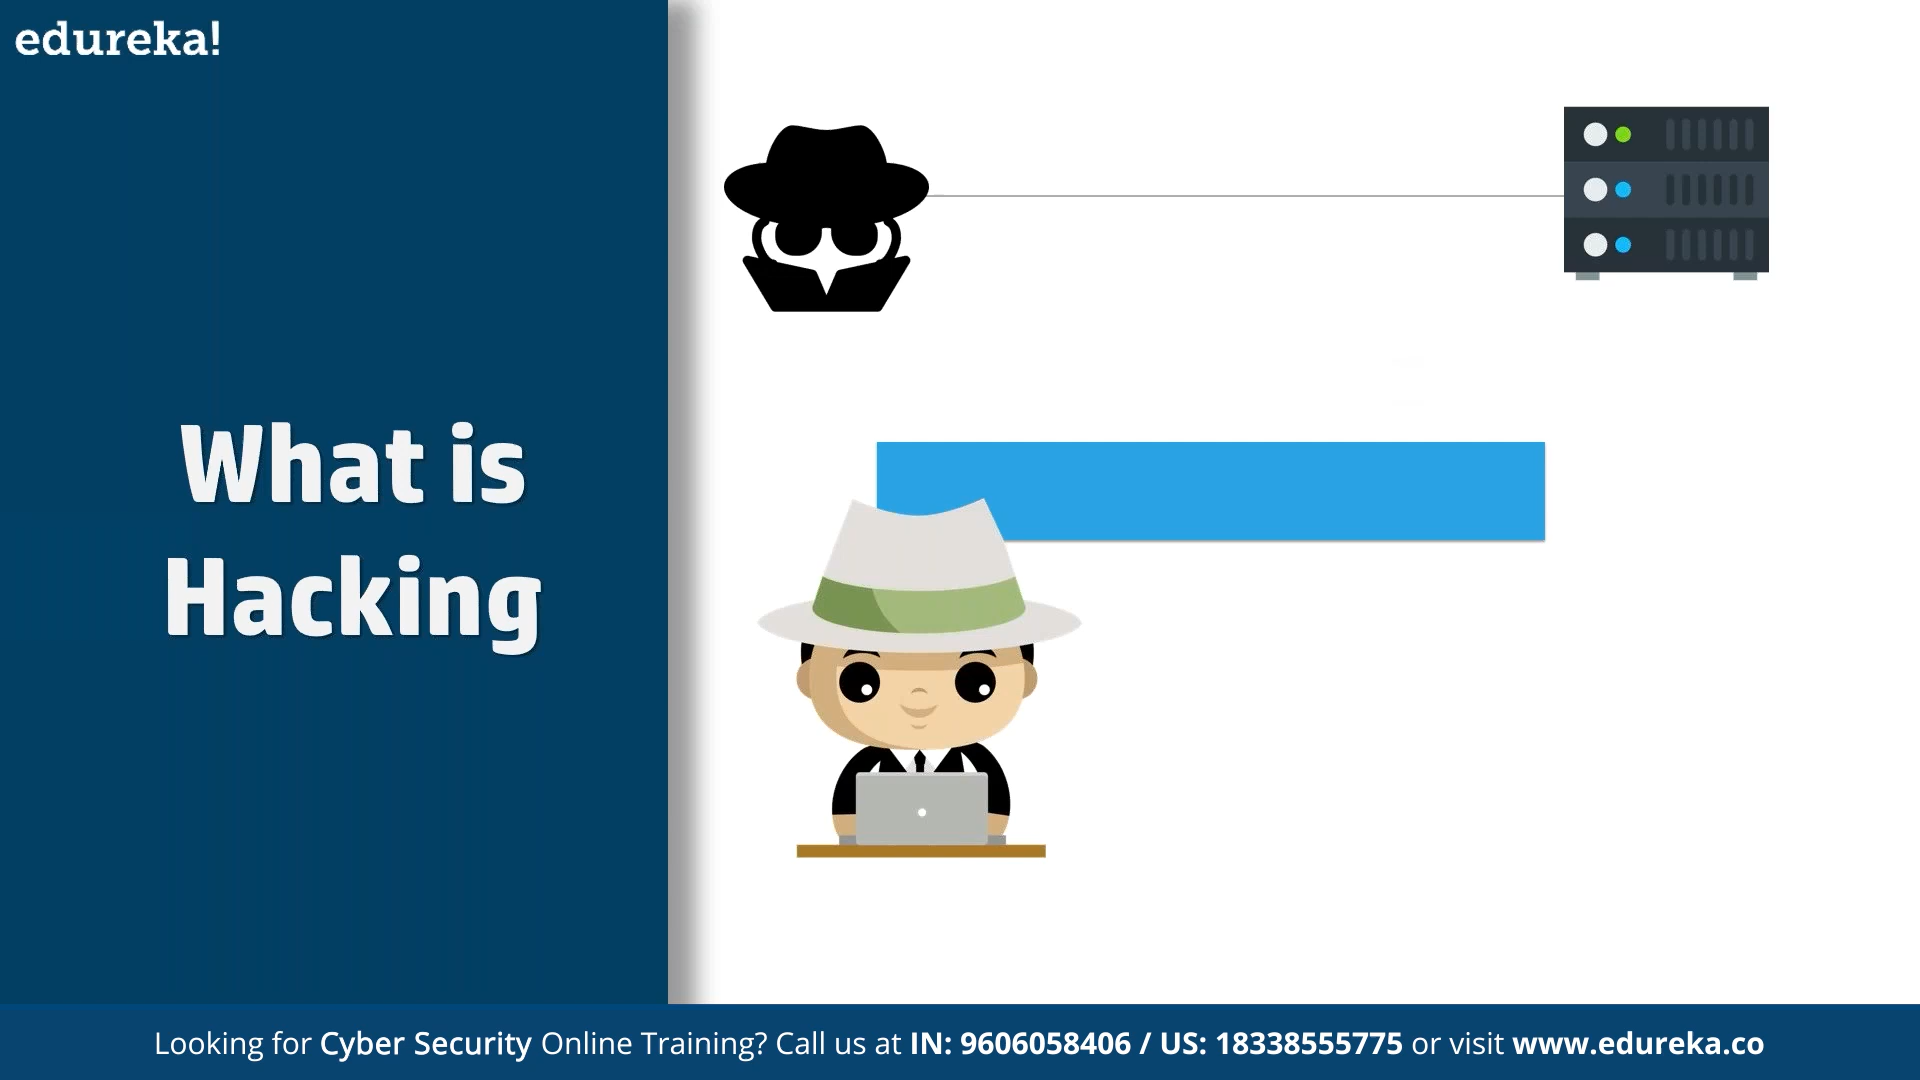 edureka!
What is
Hacking
Looking for Cyber Security Online Training? Call us at IN: 9606058406 / US: 18338555775 or visit www.edureka.co